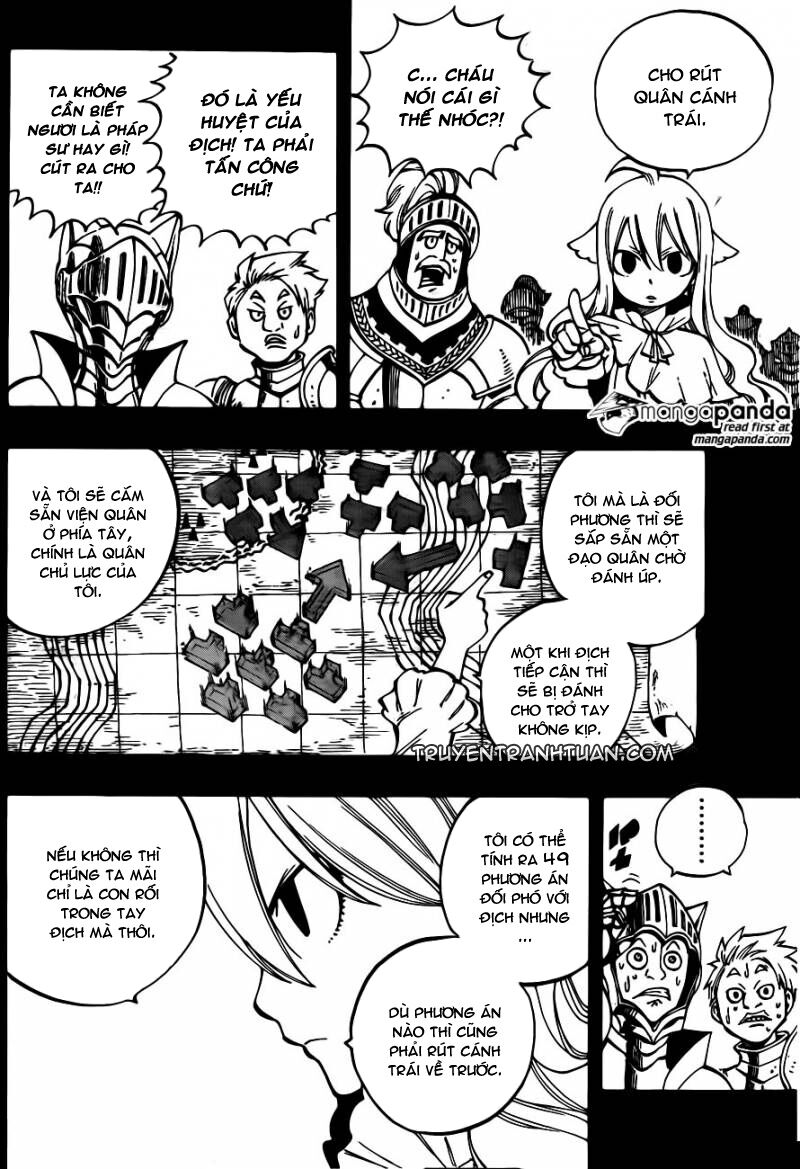 CHO RÚT
QUÂN CÁNH
TRÁI.
C... CHÁU
NÓI CÁI GÌ
THẾ NHÓC?!
ĐÓ LÀ YẾU
HUYỆT CỦA
ĐỊCH! TA PHẢI
TẤN CÔNG
CHỨ!
TA KHÔNG
CẦN BIẾT
NGƯƠI LÀ PHÁP
SƯ HAY GÌ!
CÚT RA CHO
TA!!
mangapanda
read first at
mangapanda.com
TÔI MÀ LÀ ĐỐI
PHƯƠNG THÌ SẼ
SẮP SẴN MỘT
ĐẠO QUÂN CHỜ
ĐÁNH ÚP.
MỘT KHI ĐỊCH
TIẾP CẬN THÌ
SẼ BỊ ĐÁNH
CHO TRỞ TAY
KHÔNG KỊP.
VÀ TÔI SẼ CẮM
SẴN VIỆN QUÂN
Ở PHÍA TÂY,
CHÍNH LÀ QUÂN
CHỦ LỰC CỦA
TÔI.
TRUYENTRANHTUAN.COM
.......
TÔI CÓ THỂ
TÍNH RA 49
PHƯƠNG ÁN
ĐỐI PHÓ VỚI
ĐỊCH NHƯNG
...
DÙ PHƯƠNG ÁN
NÀO THÌ CŨNG
PHẢI RÚT CÁNH
TRÁI VỀ TRƯỚC.
NẾU KHÔNG THÌ
CHÚNG TA MÃI
CHỈ LÀ CON RỐI
TRONG TAY
ĐỊCH MÀ THÔI.